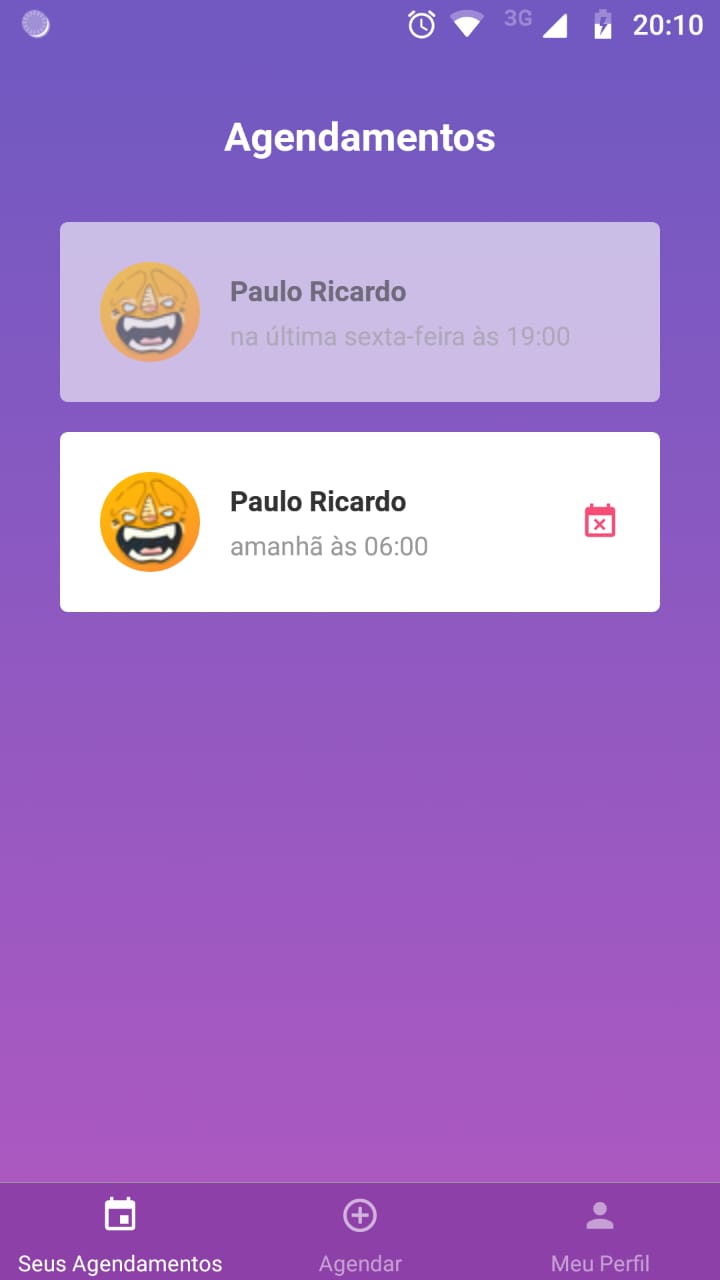 3G 20:10
Agendamentos
Paulo Ricardo
na última sexta-feira às 19:00
Paulo Ricardo
amanhã às 06:00
Seus Agendamentos
Agendar
Meu Perfil